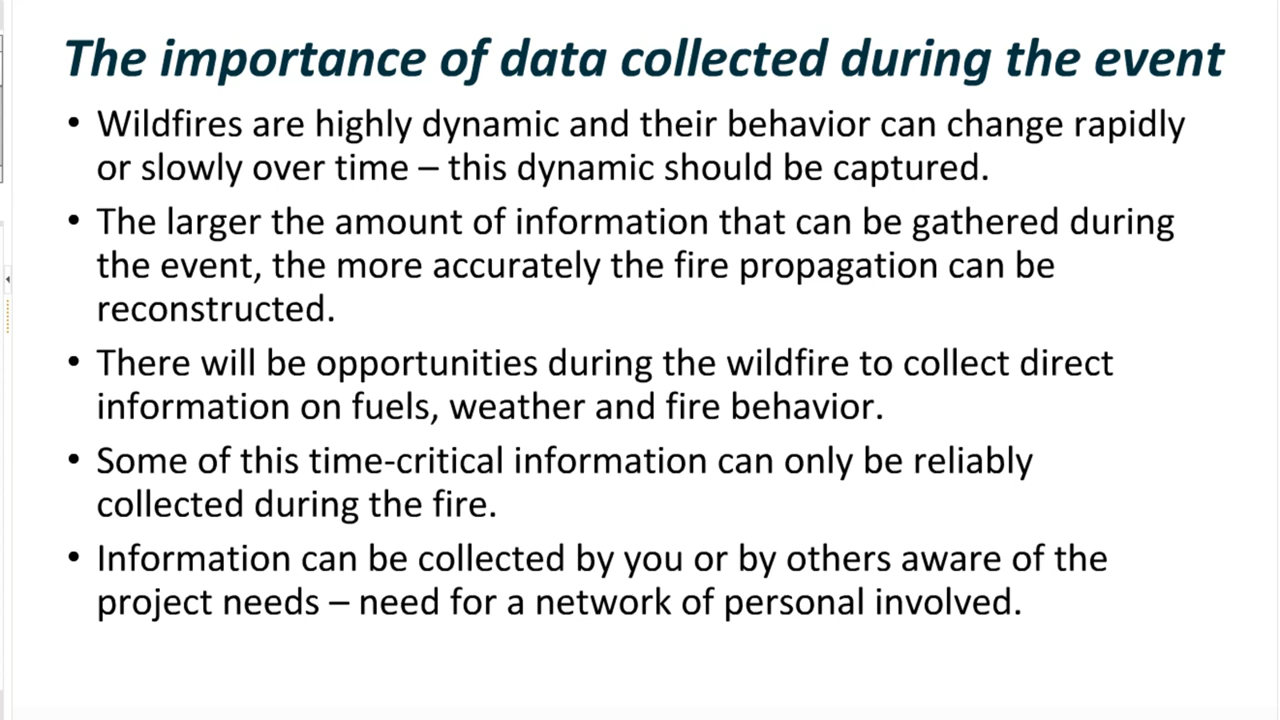 The importance of data collected during the event
• Wildfires are highly dynamic and their behavior can change rapidly
or slowly over time – this dynamic should be captured.
• The larger the amount of information that can be gathered during
the event, the more accurately the fire propagation can be
reconstructed.
• There will be opportunities during the wildfire to collect direct
information on fuels, weather and fire behavior.
• Some of this time-critical information can only be reliably
collected during the fire.
• Information can be collected by you or by others aware of the
project needs – need for a network of personal involved.